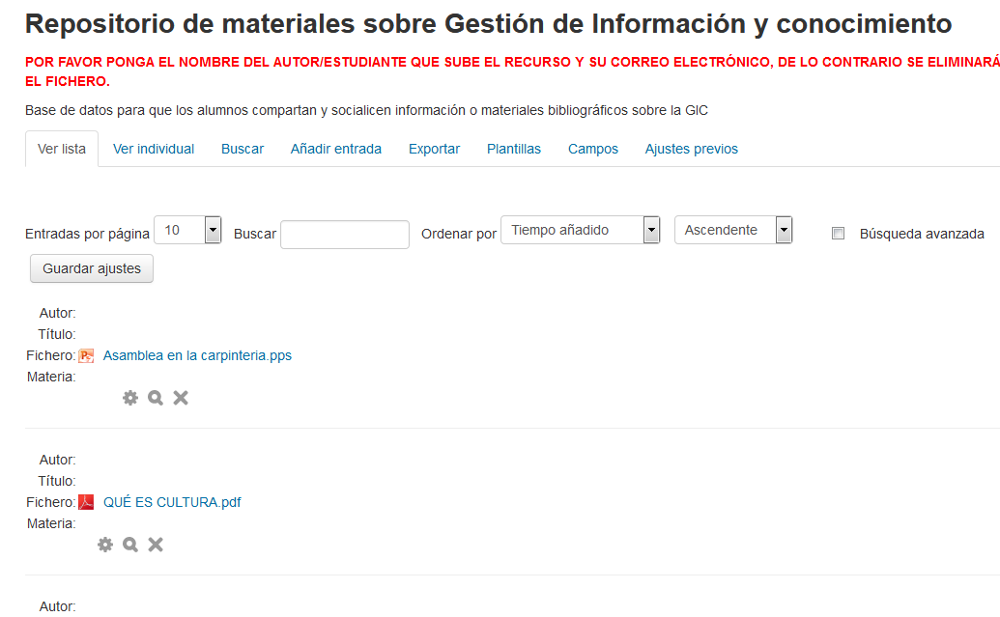 Repositorio de materiales sobre Gestión de Información y conocimiento
POR FAVOR PONGA EL NOMBRE DEL AUTOR/ESTUDIANTE QUE SUBE EL RECURSO Y SU CORREO ELECTRÓNICO, DE LO CONTRARIO SE ELIMINARÁ
EL FICHERO.
Base de datos para que los alumnos compartan y socialicen información o materiales bibliográficos sobre la GIC
Ver lista Ver individual Buscar Añadir entrada Exportar Plantillas Campos Ajustes previos
Entradas por página 10 Buscar Ordenar por Tiempo añadido Ascendente Búsqueda avanzada
Guardar ajustes
Autor:
Título:
Fichero: Asamblea en la carpinteria.pps
Materia:
Autor:
Título:
Fichero: QUÉ ES CULTURA.pdf
Materia:
Autor: